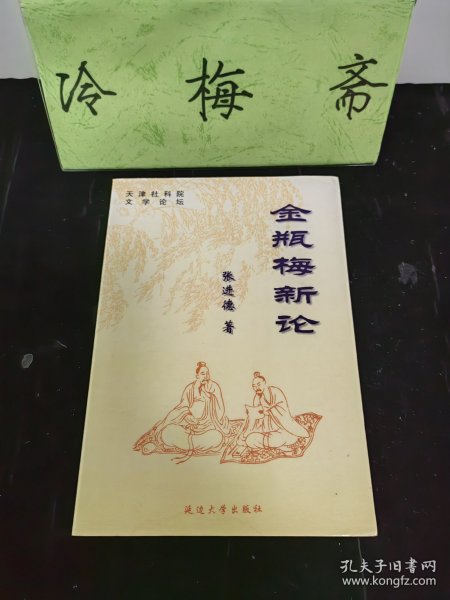 冷梅斋
天津社科院
文学论坛
金瓶梅新论
张进德 著
延边大学出版社
孔夫子旧书网
www.kongfz.com